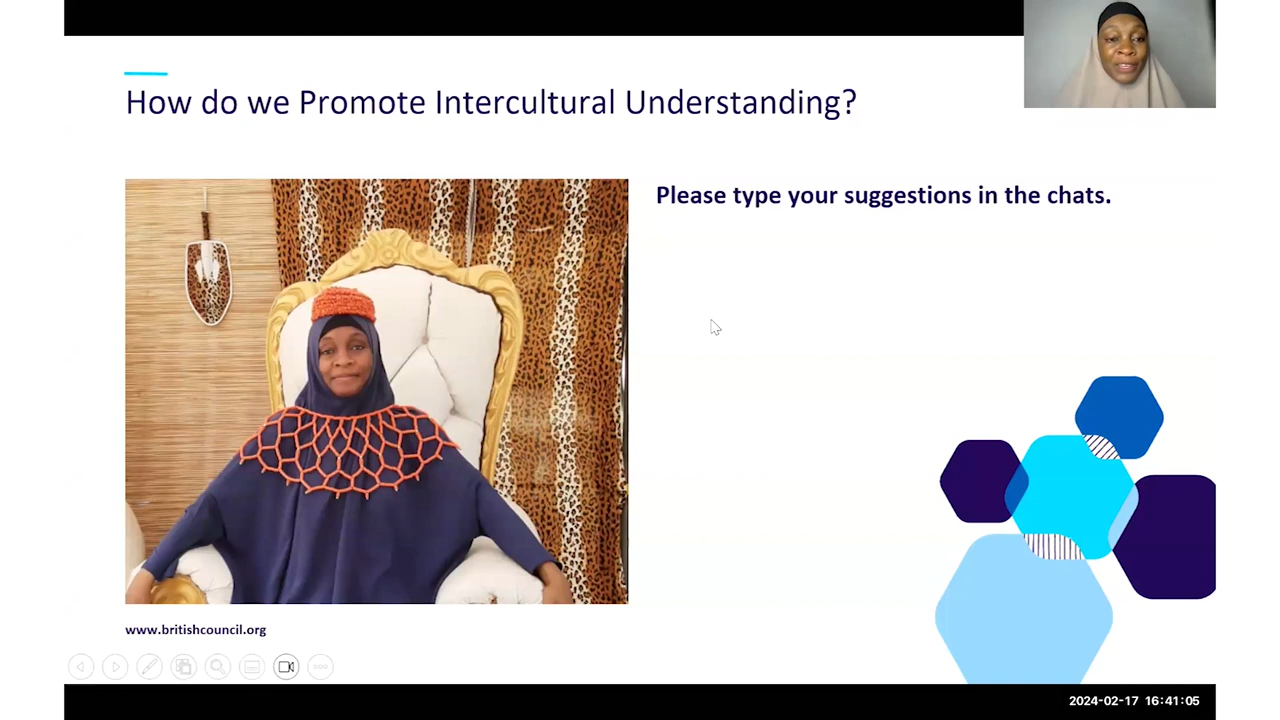 How do we Promote Intercultural Understanding?
Please type your suggestions in the chats.
www.britishcouncil.org
2024-02-17 16:41:05